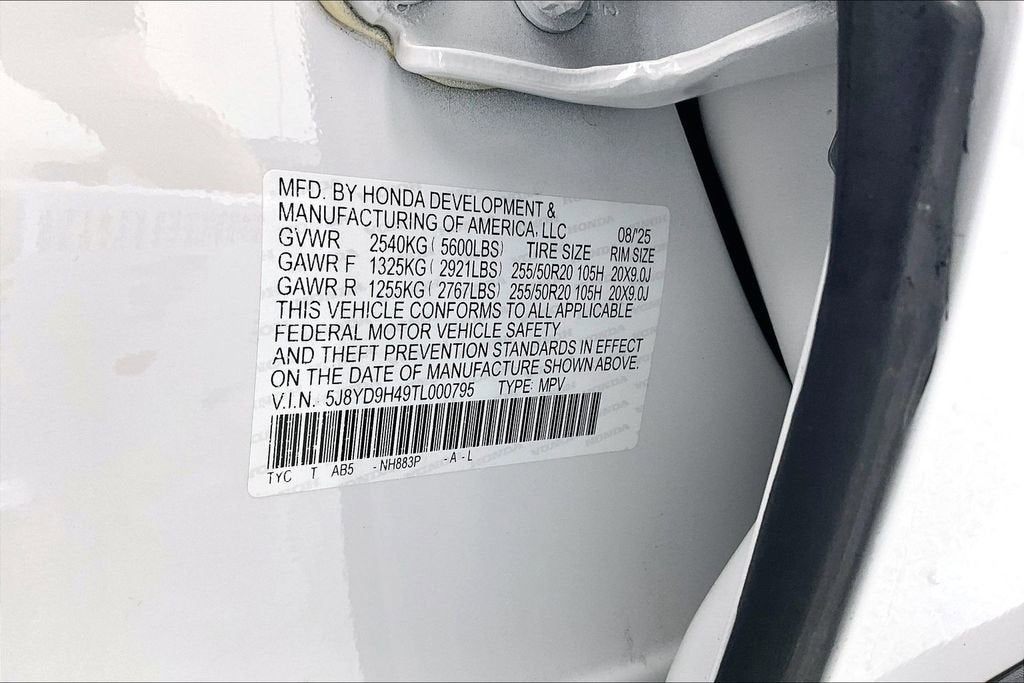 MFD. BY HONDA DEVELOPMENT &
MANUFACTURING OF AMERICA, LLC 08/'25
GVWR 2540KG ( 5600LBS) TIRE SIZE RIM SIZE
GAWR F 1325KG ( 2921LBS) 255/50R20 105H 20X9.0J
GAWR R 1255KG ( 2767LBS) 255/50R20 105H 20X9.0J
THIS VEHICLE CONFORMS TO ALL APPLICABLE
FEDERAL MOTOR VEHICLE SAFETY
AND THEFT PREVENTION STANDARDS IN EFFECT
ON THE DATE OF MANUFACTURE SHOWN ABOVE.
V.I.N. 5J8YD9H49TL000795 TYPE: MPV
TYC T AB5 -NH883P -A -L